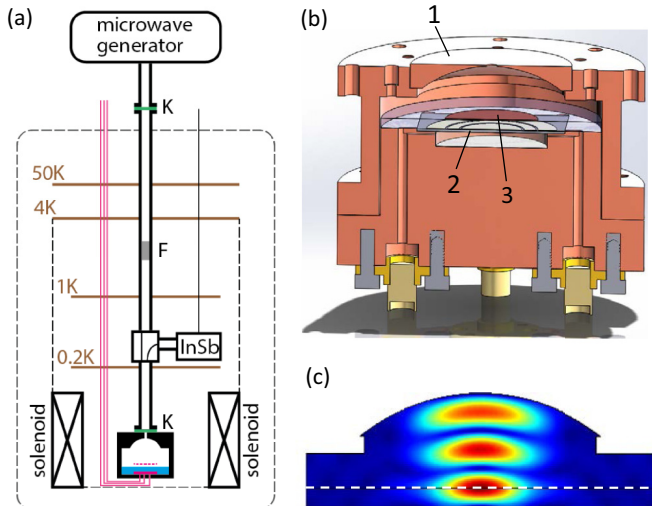 (a)
microwave
generator
K
50K
4K
F
1K
InSb
0.2K
K
solenoid
solenoid
(b)
1
2
3
(c)